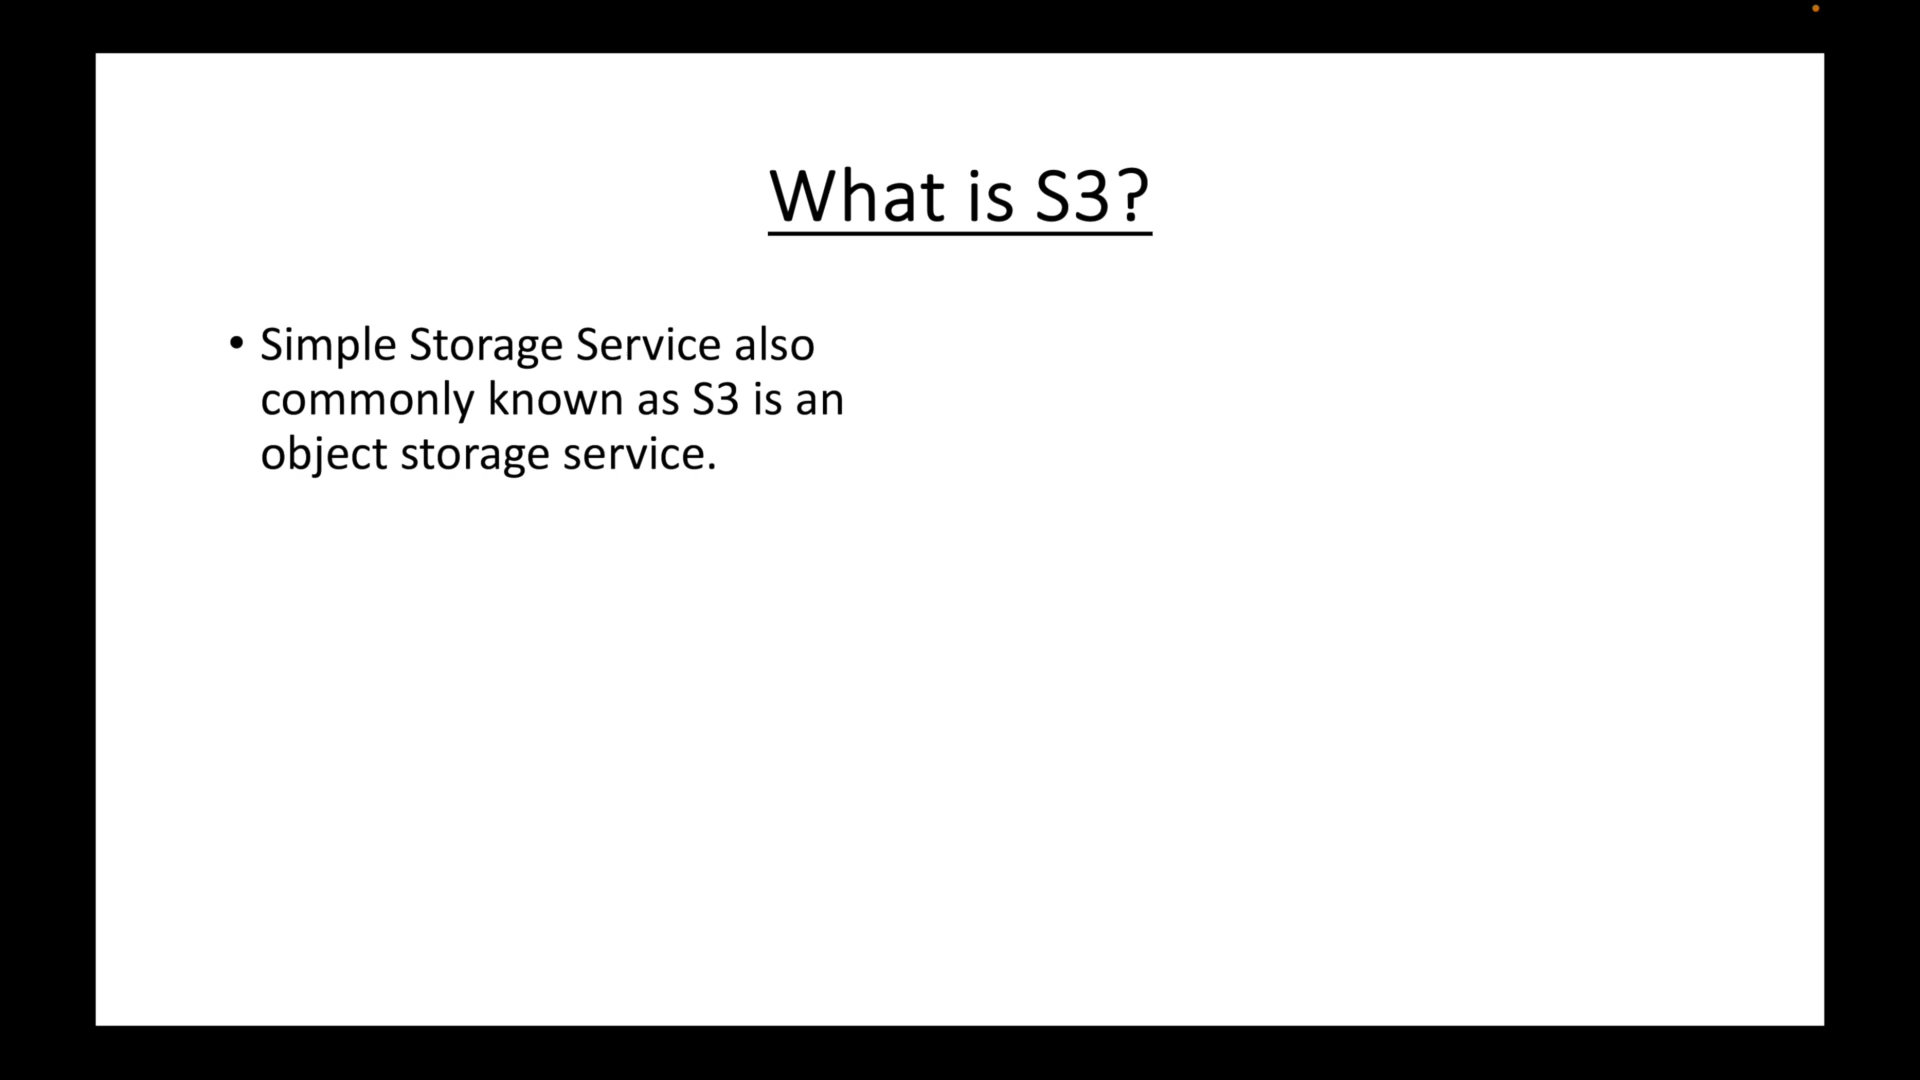 What is S3?
• Simple Storage Service also
commonly known as S3 is an
object storage service.